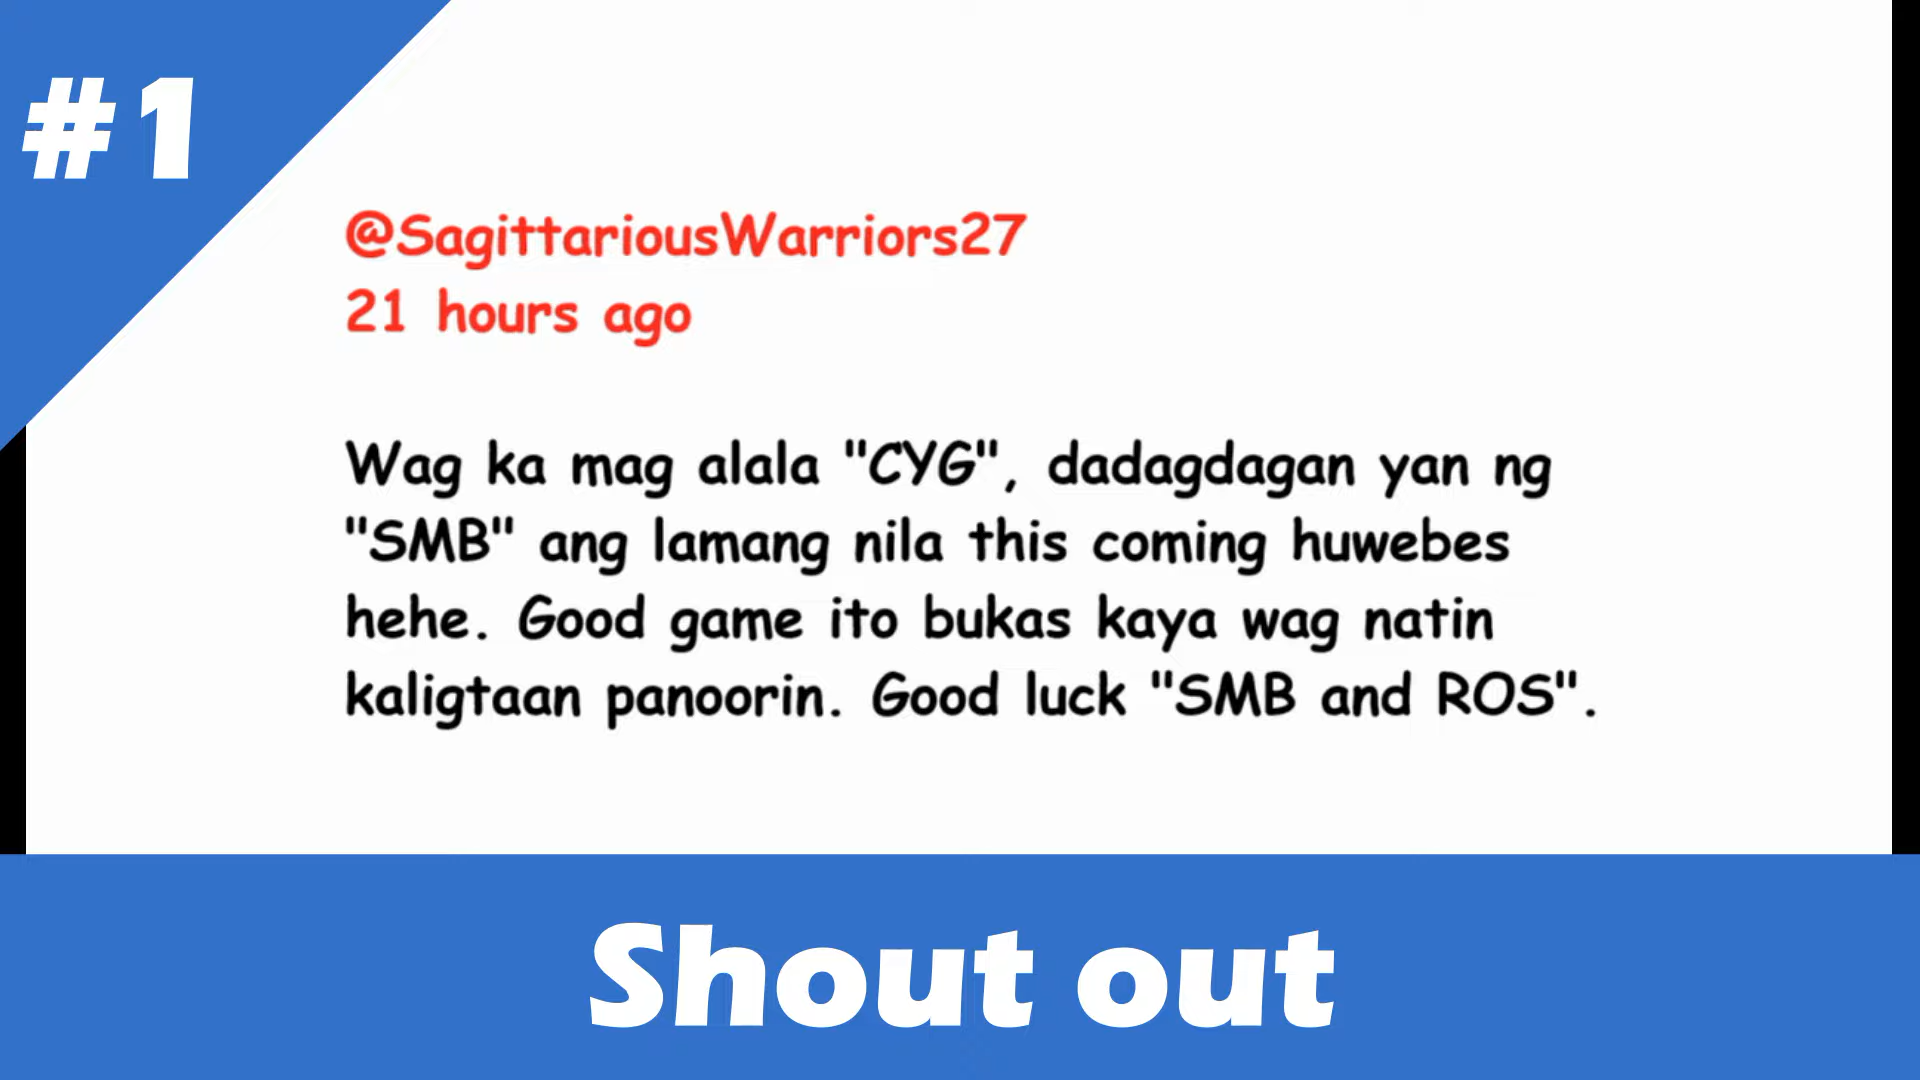 #1
@SagittariousWarriors27
21 hours ago
Wag ka mag alala "CYG", dadagdagan yan ng
"SMB" ang lamang nila this coming huwebes
hehe. Good game ito bukas kaya wag natin
kaligtaan panoorin. Good luck "SMB and ROS".
Shout out